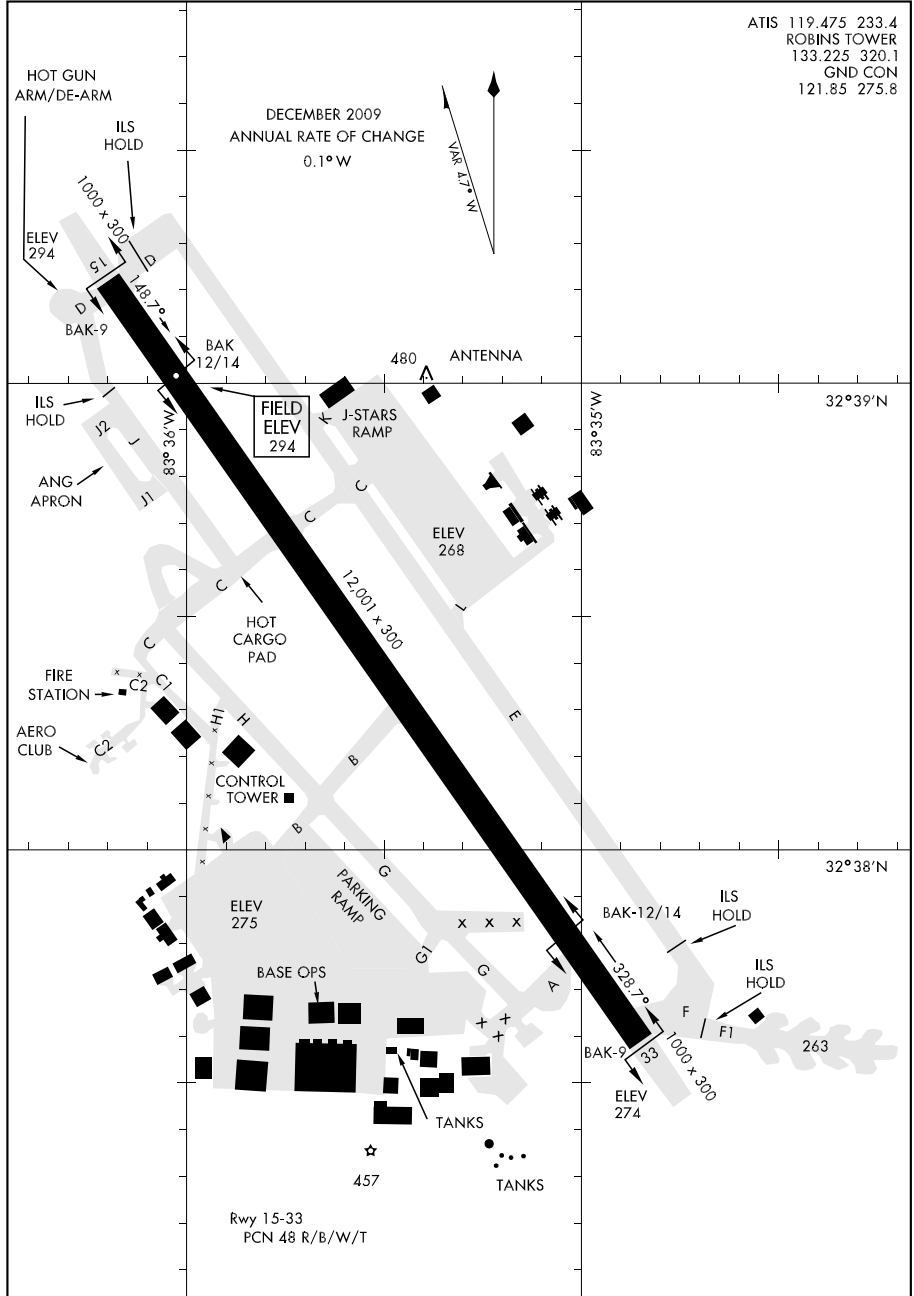 ATIS 119.475 233.4
ROBINS TOWER
133.225 320.1
GND CON
121.85 275.8
HOT GUN
ARM/DE-ARM
ILS
HOLD
DECEMBER 2009
ANNUAL RATE OF CHANGE
0.1° W
VAR 4.7° W
1000 x 300
ELEV
294
15
D
D
148.7°
BAK-9
BAK
12/14
480
ANTENNA
ILS
HOLD
FIELD
ELEV
294
K
J-STARS
RAMP
32°39'N
83°36'W
83°35'W
J2
J
ANG
APRON
J1
C
C
ELEV
268
12,001 x 300
C
HOT
CARGO
PAD
L
C
FIRE
STATION
C2
C1
H1
H
E
AERO
CLUB
C2
B
CONTROL
TOWER
B
G
32°38'N
PARKING
RAMP
ELEV
275
x
x
x
x
x
x
X
X
X
BAK-12/14
ILS
HOLD
G1
G
A
328.7°
ILS
HOLD
BASE OPS
X
X
X
F
F1
263
BAK-9
33
1000 x 300
ELEV
274
TANKS
457
TANKS
Rwy 15-33
PCN 48 R/B/W/T